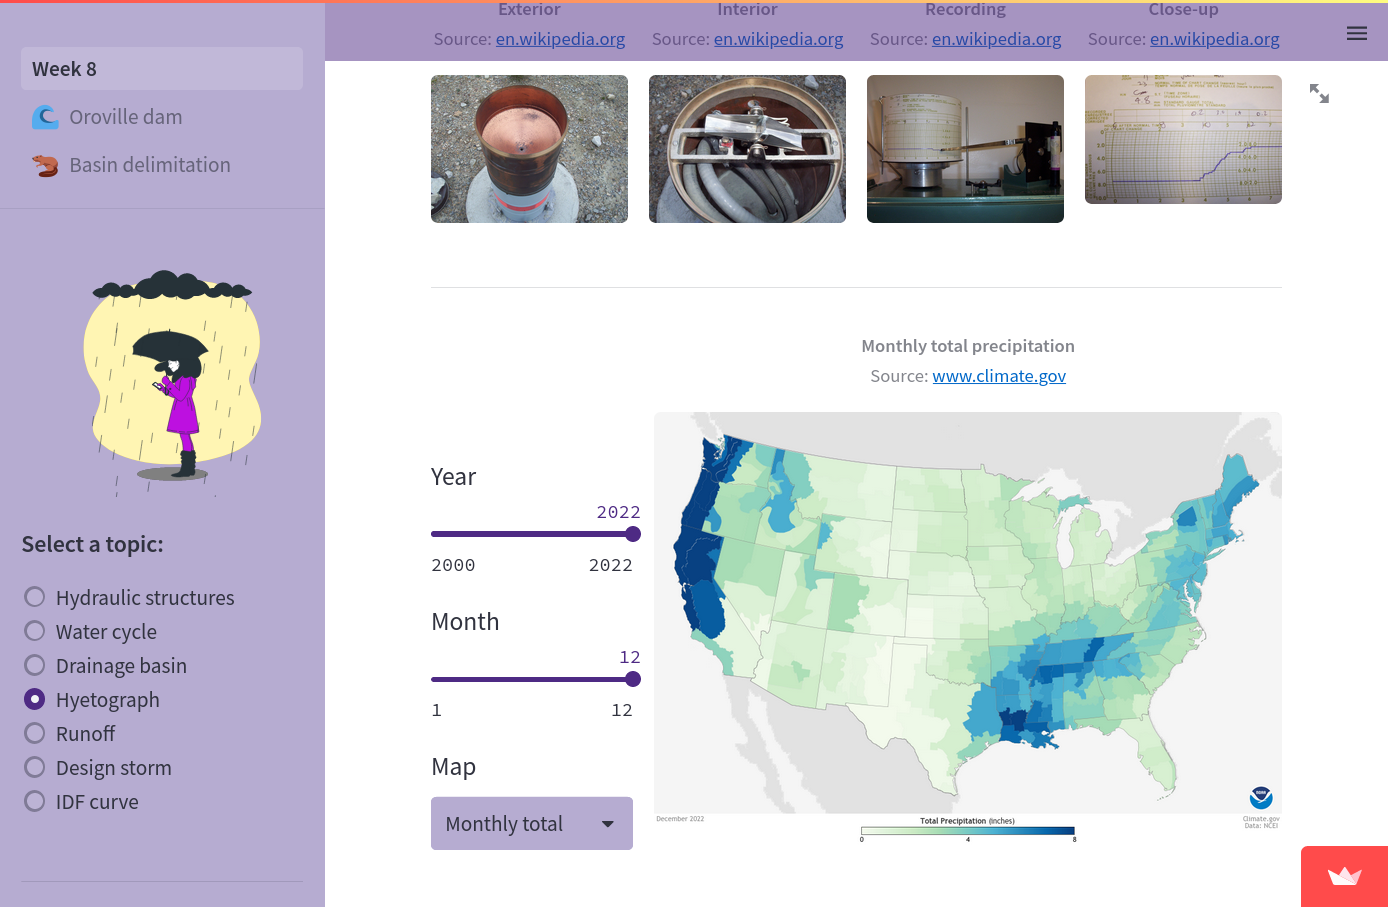 Week 8
Oroville dam
Basin delimitation
Select a topic:
Hydraulic structures
Water cycle
Drainage basin
Hyetograph
Runoff
Design storm
IDF curve
Exterior
Source: en.wikipedia.org
Interior
Source: en.wikipedia.org
Recording
Source: en.wikipedia.org
Close-up
Source: en.wikipedia.org
Monthly total precipitation
Source: www.climate.gov
Year
2022
2000 2022
Month
12
1 12
Map
Monthly total
December 2022
Total Precipitation (inches)
0 4 8
Climate.gov
Data: NCEI